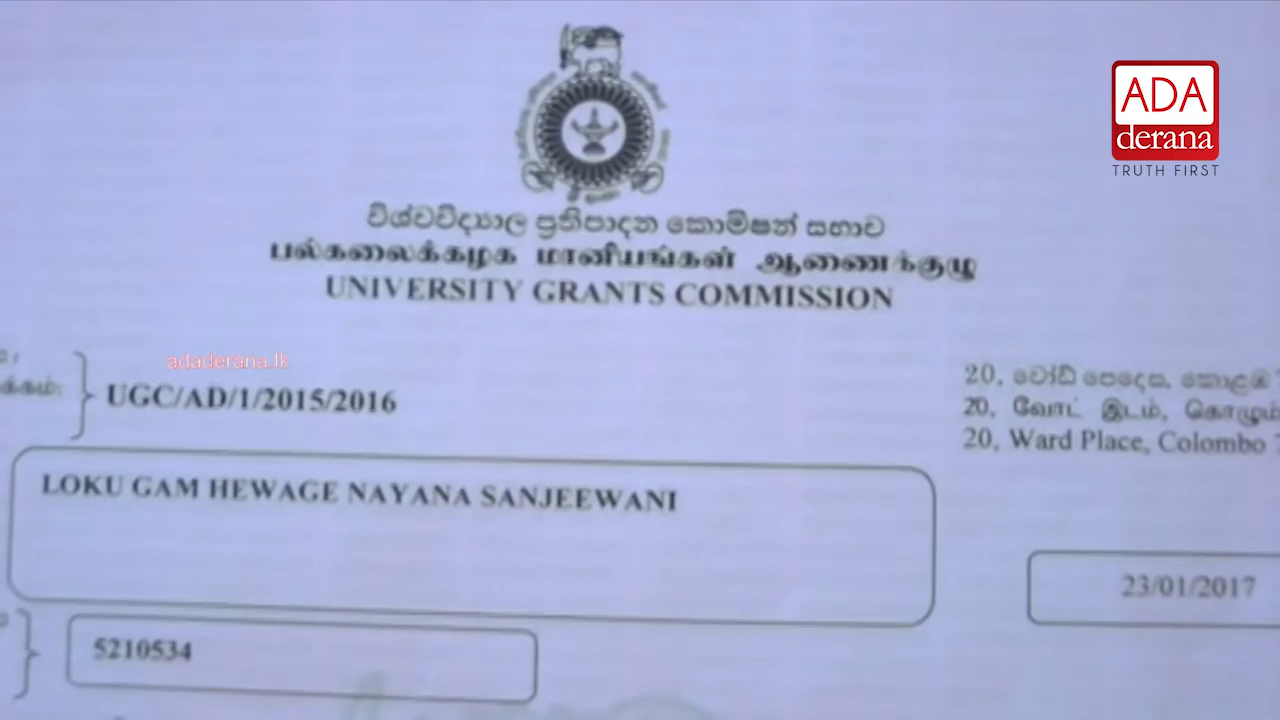 ADA
derana
TRUTH FIRST
විශ්වවිද්‍යාල ප්‍රතිපාදන කොමිෂන් සභාව
பல்கலைக்கழக மானியங்கள் ஆணைக்குழு
UNIVERSITY GRANTS COMMISSION
adaderana.lk
UGC/AD/1/2015/2016
20, වෝඩ් පෙදෙස, කොළඹ
20, வோட் இடம், கொழும்
20, Ward Place, Colombo
LOKU GAM HEWAGE NAYANA SANJEEWANI
23/01/2017
5210534